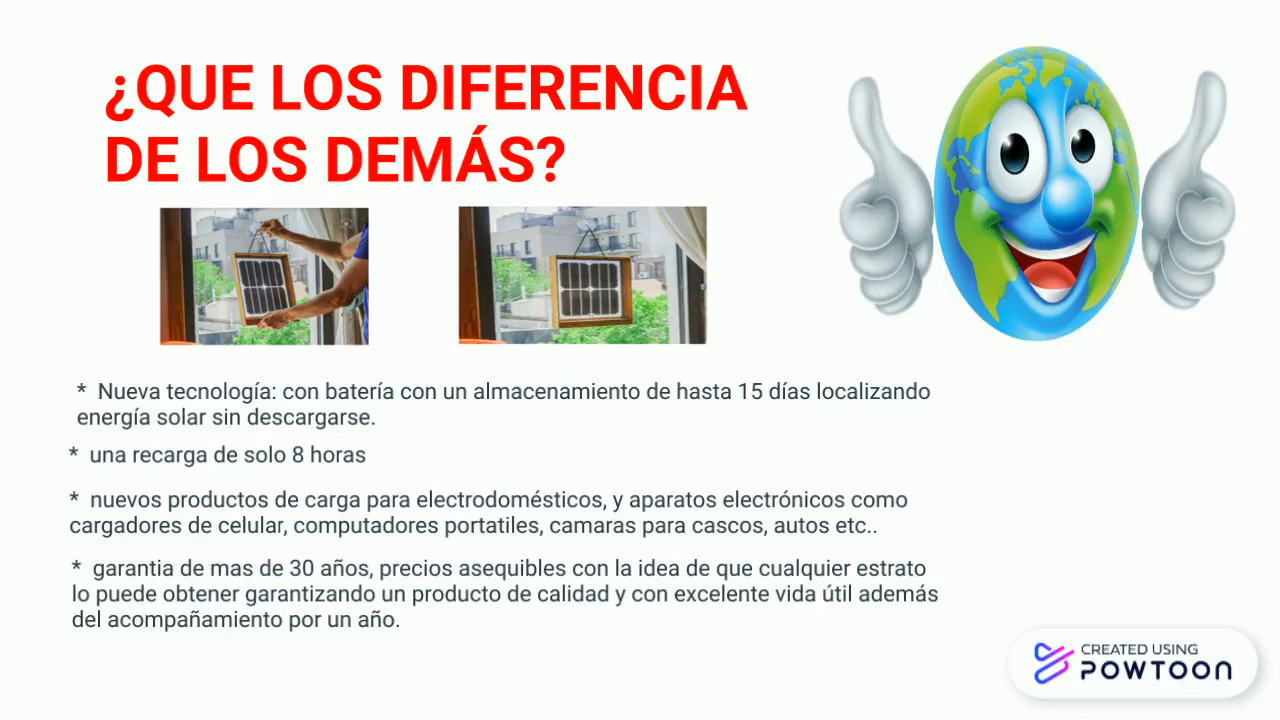 ¿QUE LOS DIFERENCIA
DE LOS DEMÁS?
* Nueva tecnología: con batería con un almacenamiento de hasta 15 días localizando
energía solar sin descargarse.
* una recarga de solo 8 horas
* nuevos productos de carga para electrodomésticos, y aparatos electrónicos como
cargadores de celular, computadores portatiles, camaras para cascos, autos etc..
* garantia de mas de 30 años, precios asequibles con la idea de que cualquier estrato
lo puede obtener garantizando un producto de calidad y con excelente vida útil además
del acompañamiento por un año.
CREATED USING
POWTOON